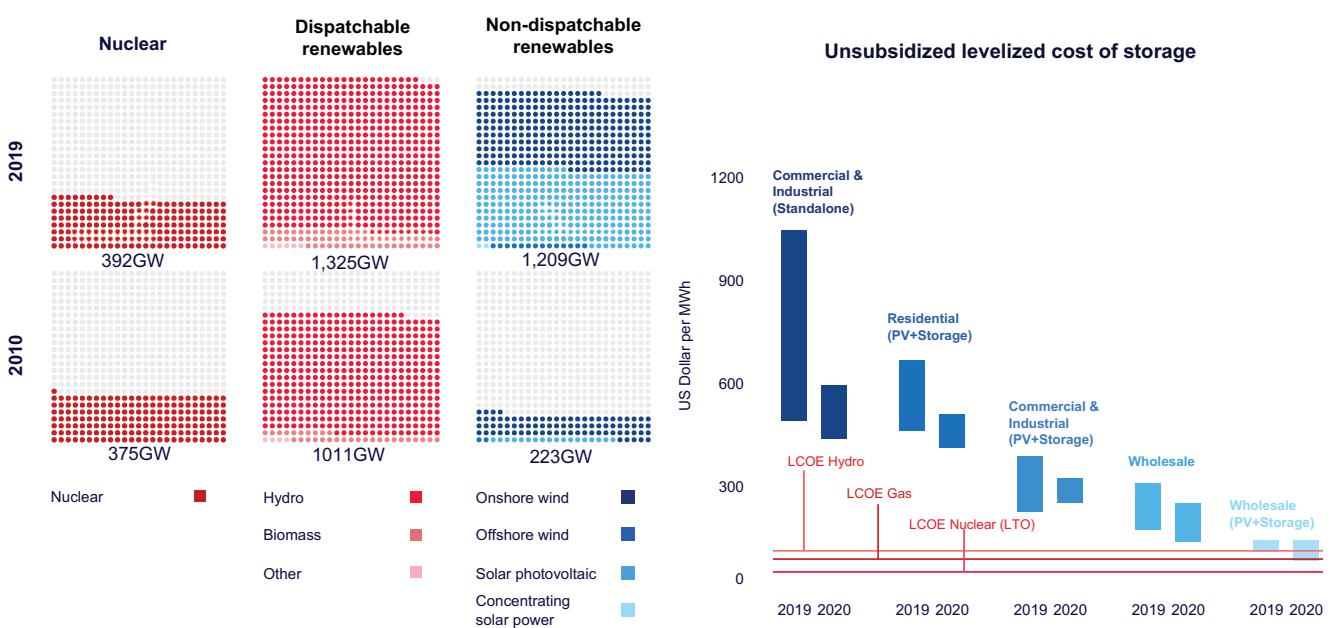 Nuclear
Dispatchable
renewables
Non-dispatchable
renewables
2019
392GW
1,325GW
1,209GW
2010
375GW
1011GW
223GW
Nuclear
Hydro
Biomass
Other
Onshore wind
Offshore wind
Solar photovoltaic
Concentrating
solar power
Unsubsidized levelized cost of storage
US Dollar per MWh
1200
900
600
300
0
Commercial &
Industrial
(Standalone)
Residential
(PV+Storage)
Commercial &
Industrial
(PV+Storage)
Wholesale
Wholesale
(PV+Storage)
LCOE Hydro
LCOE Gas
LCOE Nuclear (LTO)
2019 2020
2019 2020
2019 2020
2019 2020
2019 2020